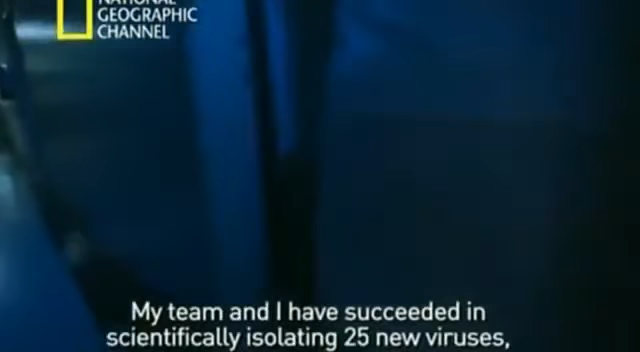 NATIONAL
GEOGRAPHIC
CHANNEL
My team and I have succeeded in
scientifically isolating 25 new viruses,